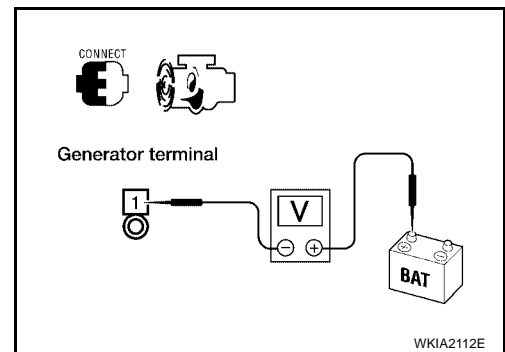 CONNECT
Generator terminal
1
V
− +
+ −
BAT
WKIA2112E